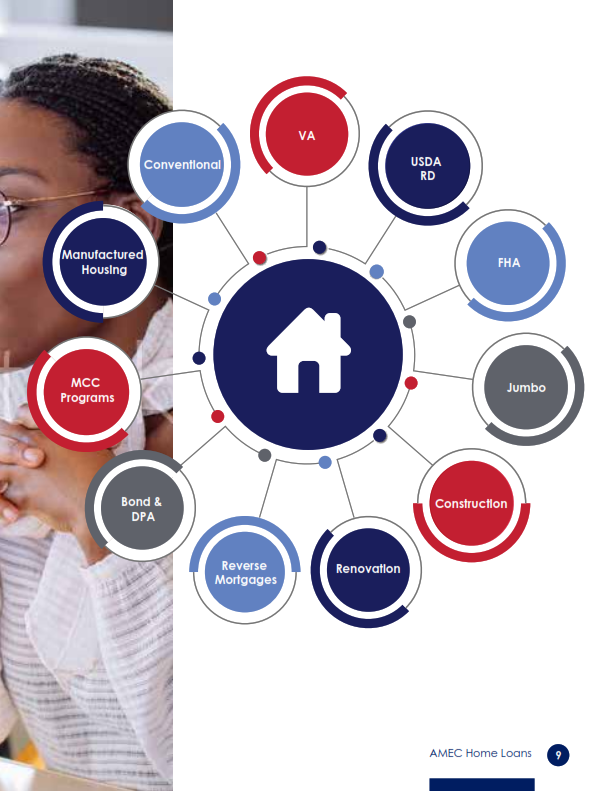 VA
USDA
RD
FHA
Jumbo
Construction
Renovation
Reverse
Mortgages
Bond &
DPA
MCC
Programs
Manufactured
Housing
Conventional
AMEC Home Loans
9